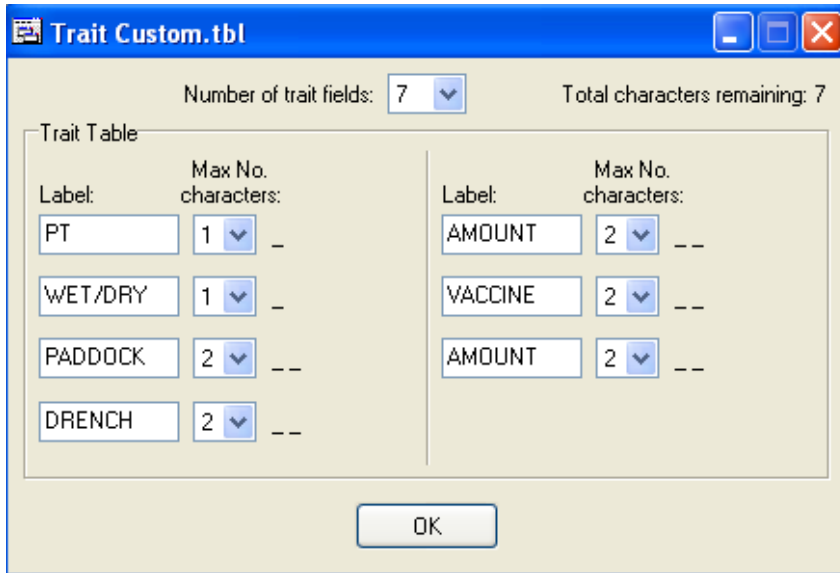 Trait Custom.tbl
Number of trait fields: 7 Total characters remaining: 7
Trait Table
Label: Max No. characters:
PT 1 _
WET/DRY 1 _
PADDOCK 2 _ _
DRENCH 2 _ _
Label: Max No. characters:
AMOUNT 2 _ _
VACCINE 2 _ _
AMOUNT 2 _ _
OK